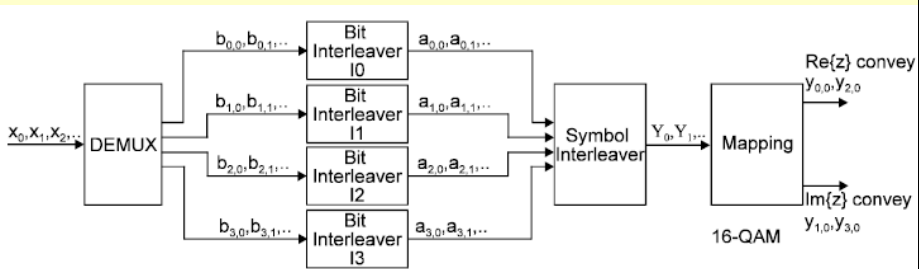 x₀,x₁,x₂,..
DEMUX
b₀,₀,b₀,₁,..
Bit
Interleaver
I0
a₀,₀,a₀,₁,..
b₁,₀,b₁,₁,..
Bit
Interleaver
I1
a₁,₀,a₁,₁,..
b₂,₀,b₂,₁,..
Bit
Interleaver
I2
a₂,₀,a₂,₁,..
b₃,₀,b₃,₁,..
Bit
Interleaver
I3
a₃,₀,a₃,₁,..
Symbol
Interleaver
Y₀,Y₁,..
Mapping
16-QAM
Re{z} convey
y₀,₀,y₂,₀
Im{z} convey
y₁,₀,y₃,₀